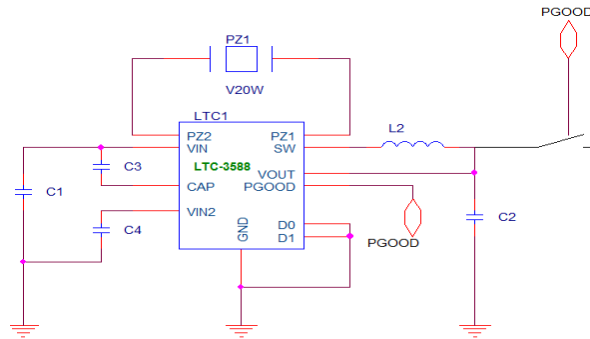 PGOOD
PZ1
V20W
LTC1
PZ2
PZ1
VIN
SW
L2
C3
LTC-3588
VOUT
CAP
PGOOD
C1
VIN2
C4
GND
D0
D1
PGOOD
C2